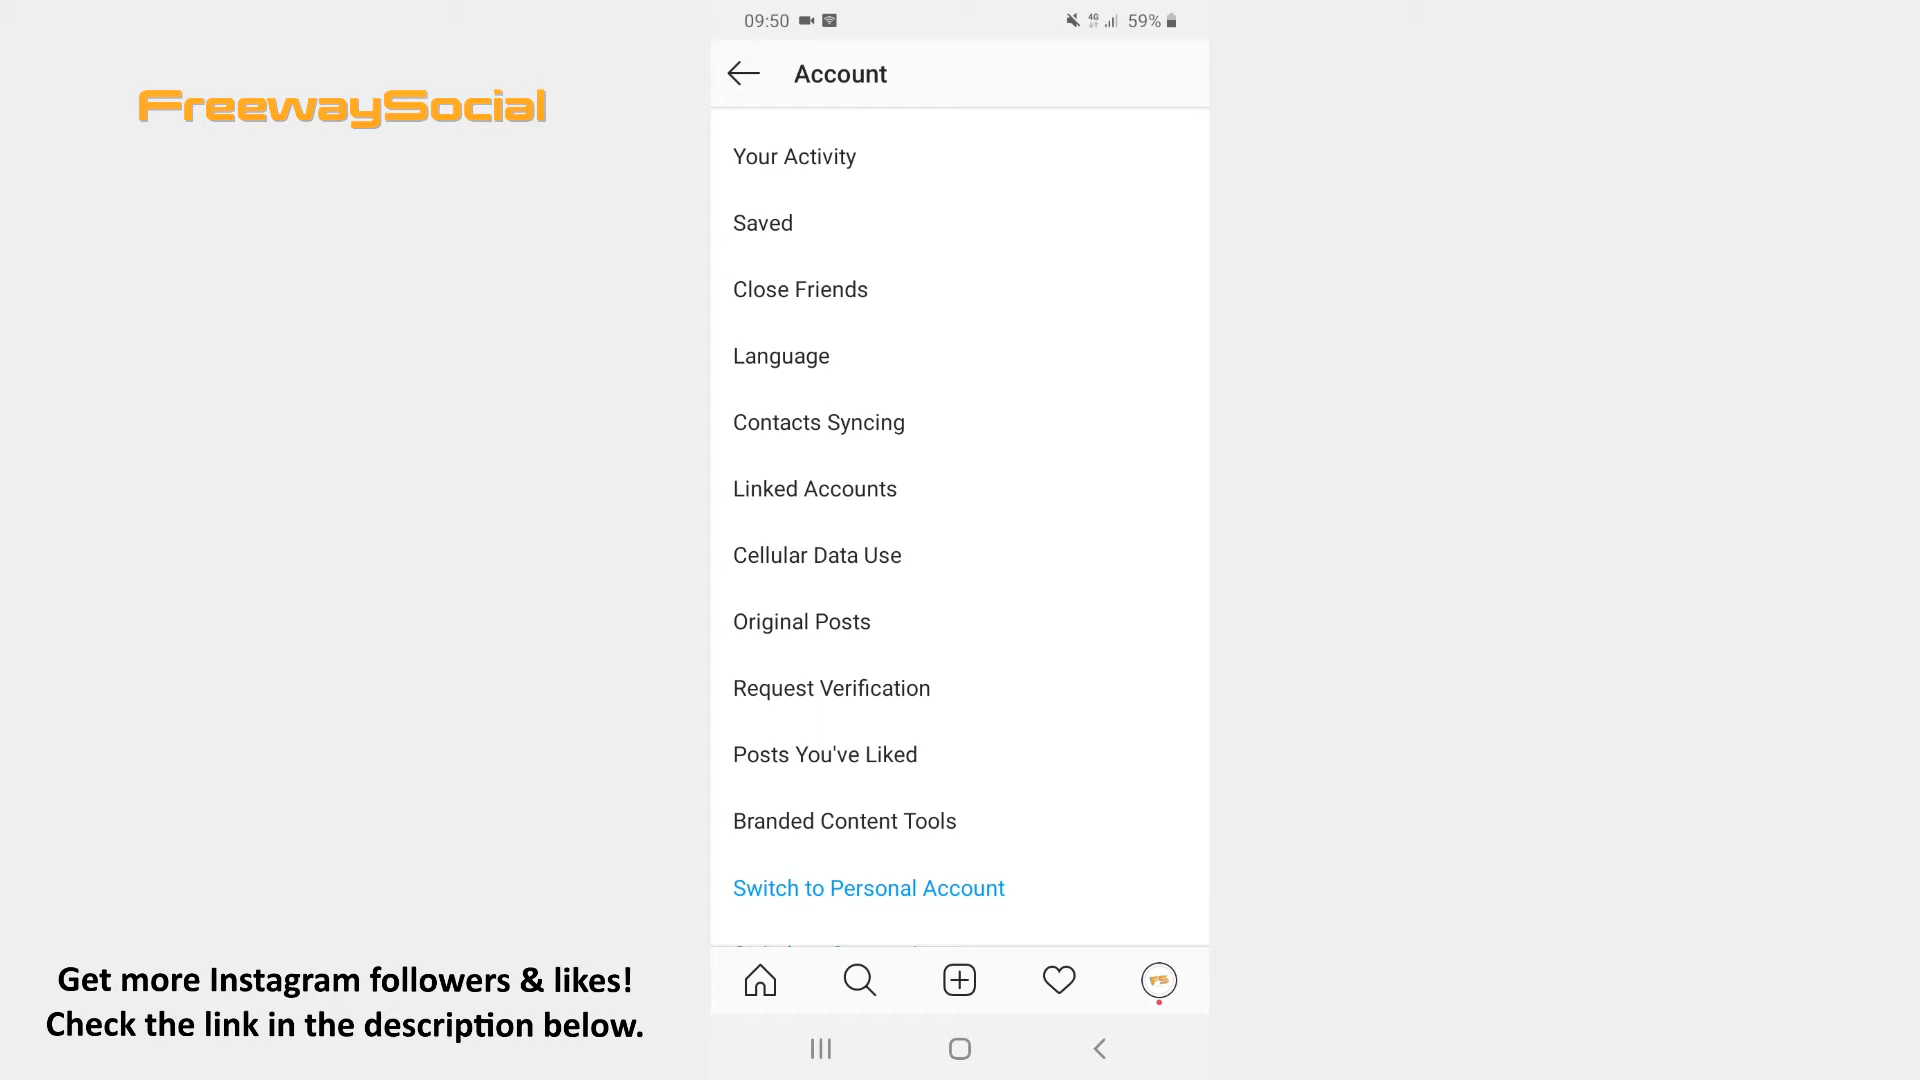 09:50
4G
59%
Account
FreewaySocial
Your Activity
Saved
Close Friends
Language
Contacts Syncing
Linked Accounts
Cellular Data Use
Original Posts
Request Verification
Posts You've Liked
Branded Content Tools
Switch to Personal Account
FS
Get more Instagram followers & likes!
Check the link in the description below.